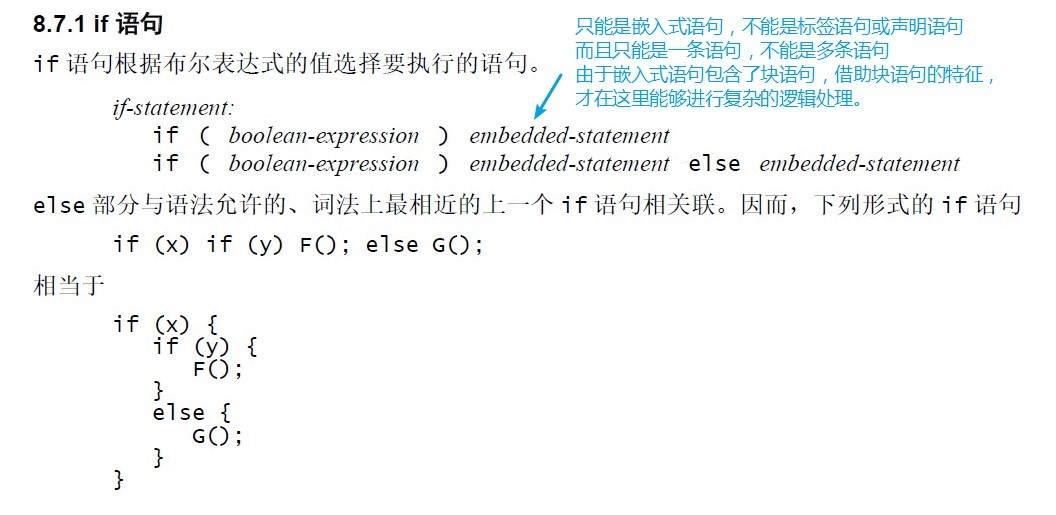 8.7.1 if 语句
只能是嵌入式语句，不能是标签语句或声明语句
而且只能是一条语句，不能是多条语句
由于嵌入式语句包含了块语句，借助块语句的特征，
才在这里能够进行复杂的逻辑处理。
if 语句根据布尔表达式的值选择要执行的语句。
if-statement:
if ( boolean-expression ) embedded-statement
if ( boolean-expression ) embedded-statement else embedded-statement
else 部分与语法允许的、词法上最相近的上一个 if 语句相关联。因而，下列形式的 if 语句
if (x) if (y) F(); else G();
相当于
if (x) {
if (y) {
F();
}
else {
G();
}
}